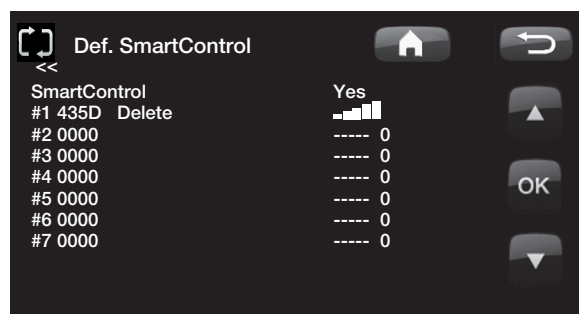 Def. SmartControl
<<
SmartControl Yes
#1 435D Delete
#2 0000 ----- 0
#3 0000 ----- 0
#4 0000 ----- 0
OK
#5 0000 ----- 0
#6 0000 ----- 0
#7 0000 ----- 0